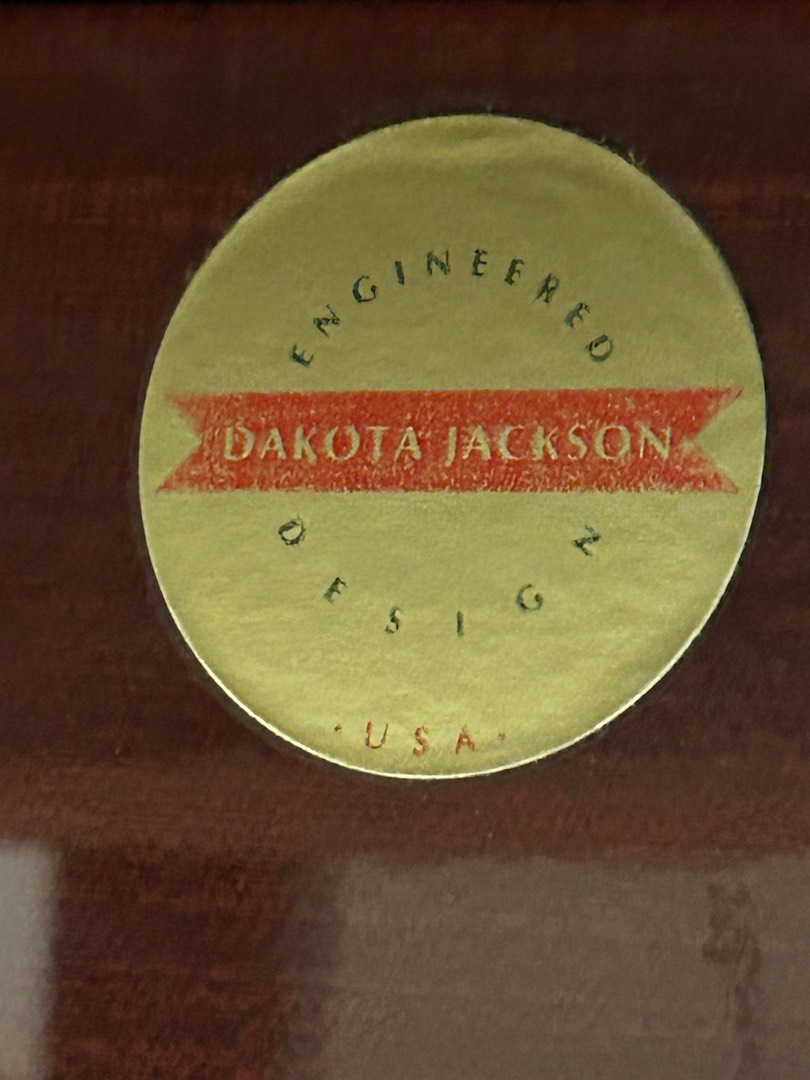 ENGINEERED
DAKOTA JACKSON
DESIGN
·USA·